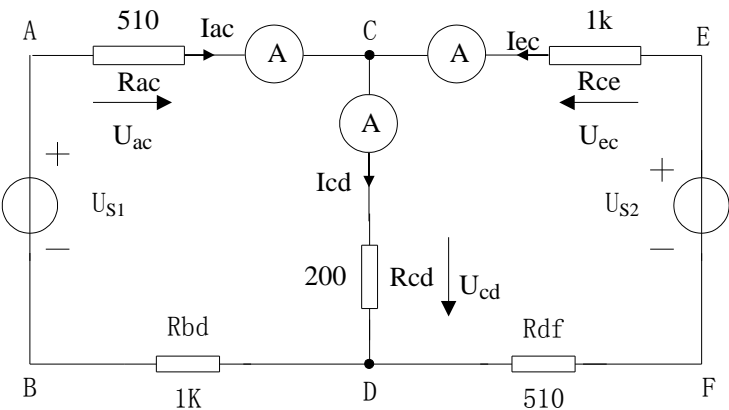 510
Iac
C
1k
A
A
A
Iec
E
Rac
Rce
Uac
A
Uec
+
Icd
+
US1
US2
−
−
200
Rcd
Ucd
Rbd
Rdf
B
1K
D
510
F